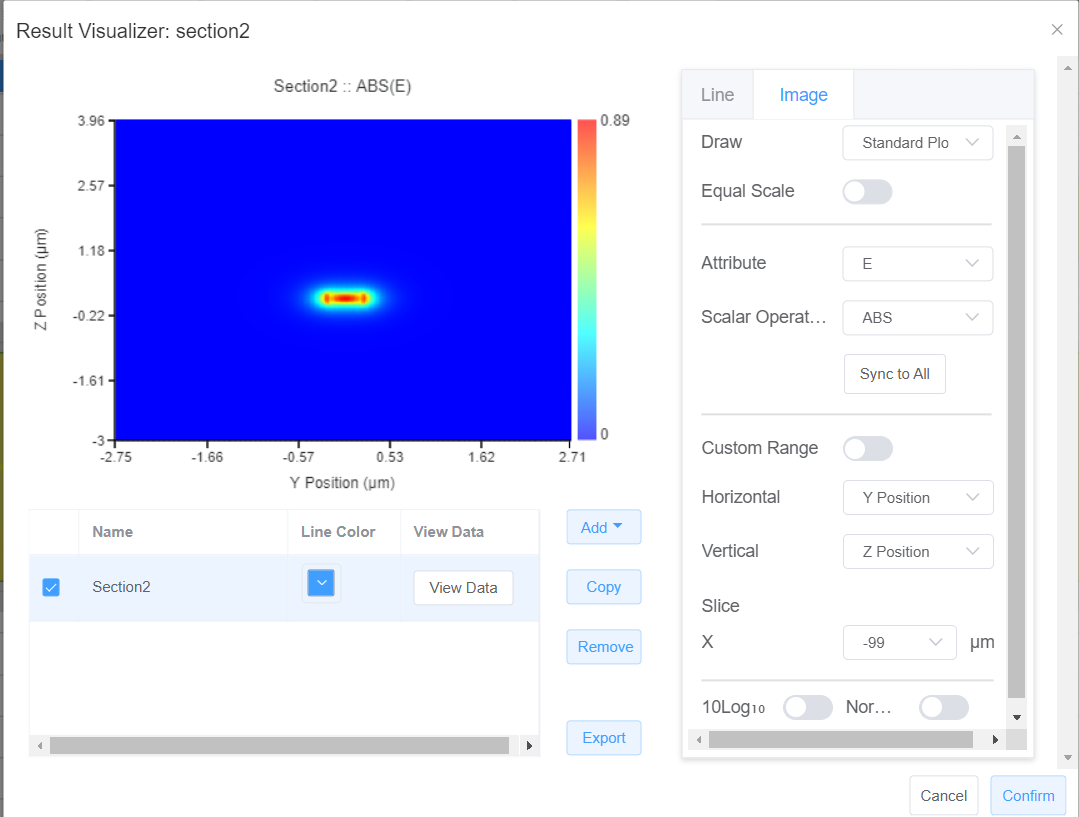 Result Visualizer: section2
Section2 :: ABS(E)
3.96
2.57
1.18
-0.22
-1.61
-3
Z Position (μm)
-2.75 -1.66 -0.57 0.53 1.62 2.71
Y Position (μm)
0.89
0
Name Line Color View Data
Section2 View Data
Add
Copy
Remove
Export
Line Image
Draw Standard Plo
Equal Scale
Attribute E
Scalar Operat... ABS
Sync to All
Custom Range
Horizontal Y Position
Vertical Z Position
Slice
X -99 μm
10Log₁₀ Nor...
Cancel Confirm